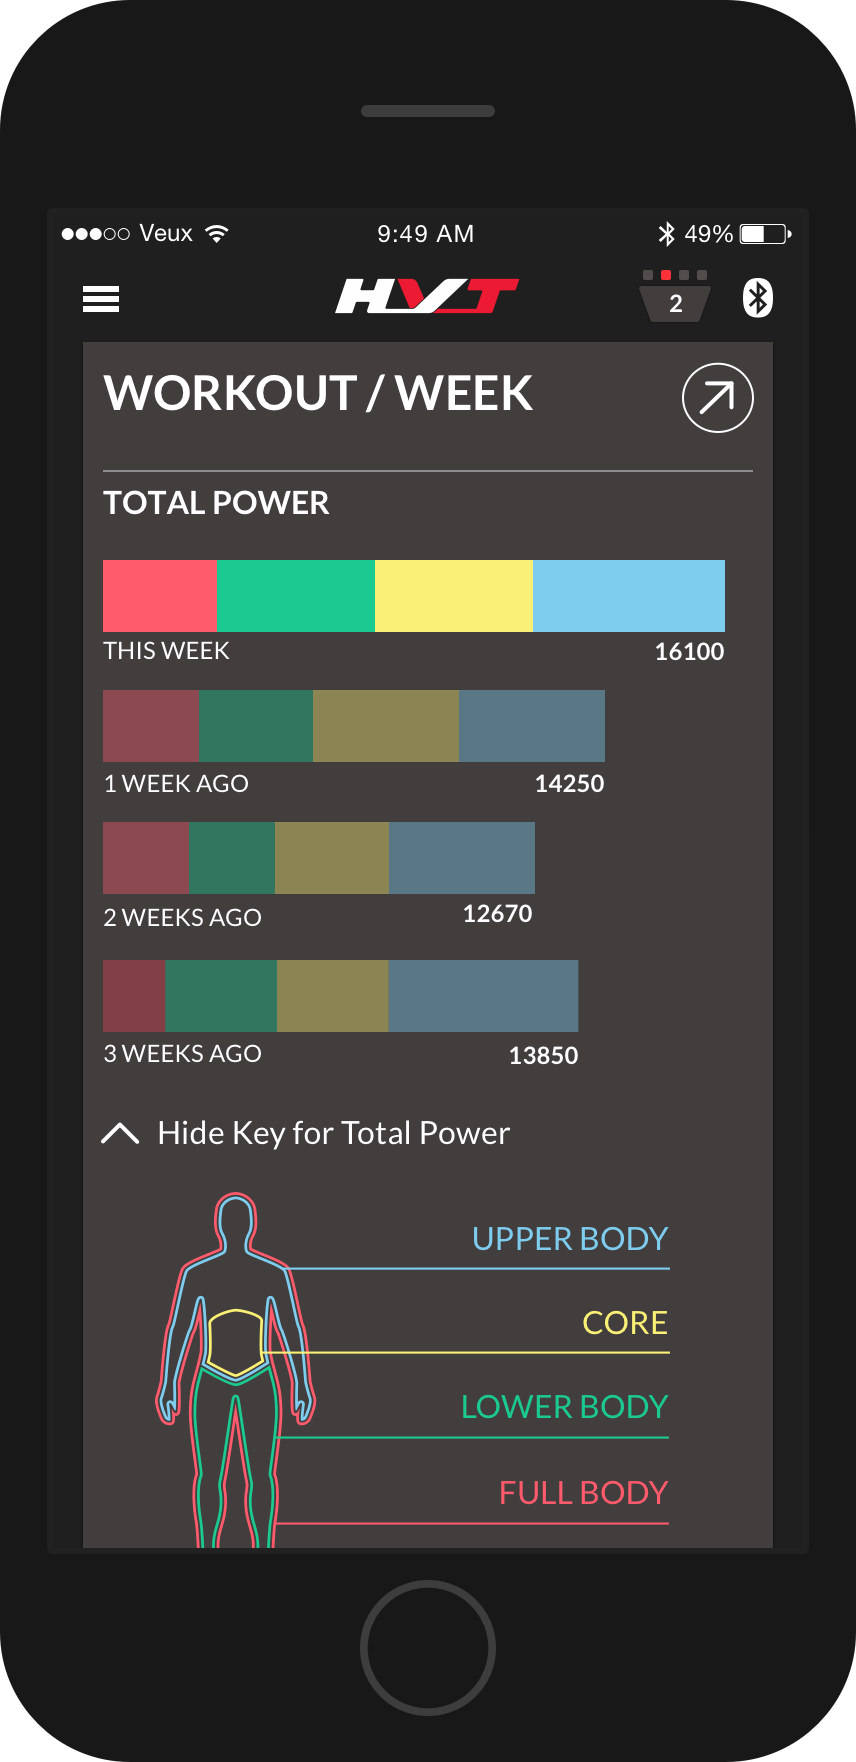 Veux 9:49 AM 49%
HVT 2
WORKOUT / WEEK
TOTAL POWER
THIS WEEK 16100
1 WEEK AGO 14250
2 WEEKS AGO 12670
3 WEEKS AGO 13850
Hide Key for Total Power
UPPER BODY
CORE
LOWER BODY
FULL BODY